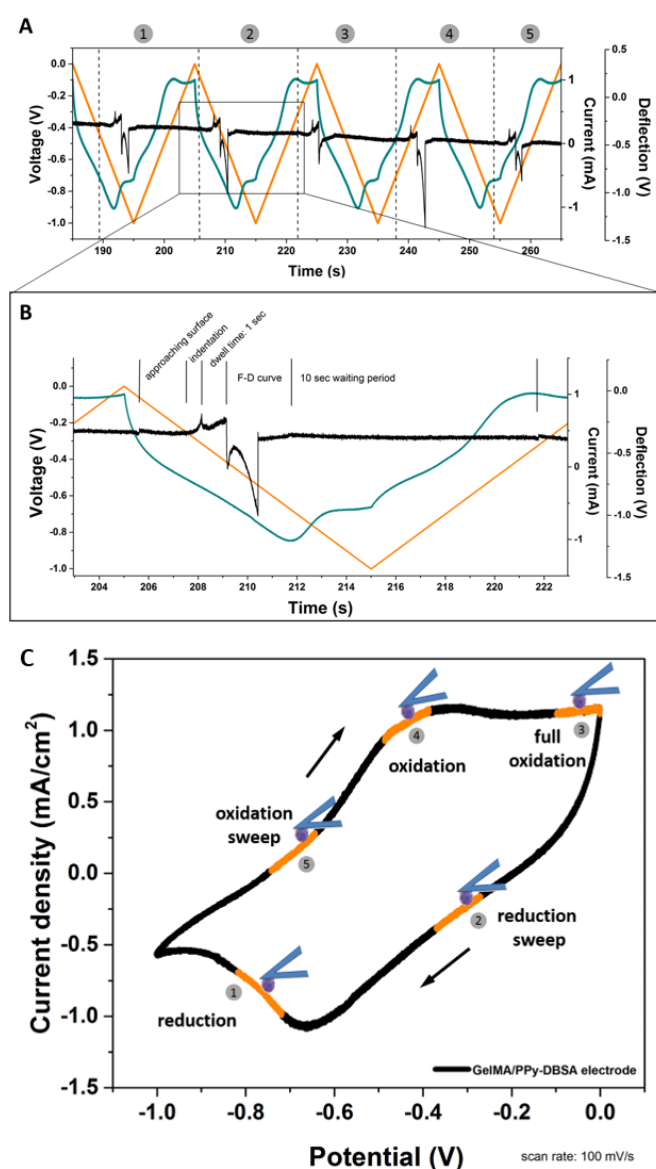 A
1 2 3 4 5
0.0
-0.2
-0.4
-0.6
-0.8
-1.0
Voltage (V)
1
0
-1
Current (mA)
0.5
0.0
-0.5
-1.0
-1.5
Deflection (V)
190 200 210 220 230 240 250 260
Time (s)
B
approaching surface
indentation
dwell time: 1 sec
F-D curve
10 sec waiting period
0.0
-0.2
-0.4
-0.6
-0.8
-1.0
Voltage (V)
1
0
-1
Current (mA)
0.0
-0.5
-1.0
-1.5
Deflection (V)
204 206 208 210 212 214 216 218 220 222
Time (s)
C
1.5
1.0
0.5
0.0
-0.5
-1.0
-1.5
Current density (mA/cm²)
4
oxidation
full
oxidation
3
oxidation
sweep
5
2
reduction
sweep
1
reduction
GelMA/PPy-DBSA electrode
-1.0 -0.8 -0.6 -0.4 -0.2 0.0
Potential (V)
scan rate: 100 mV/s